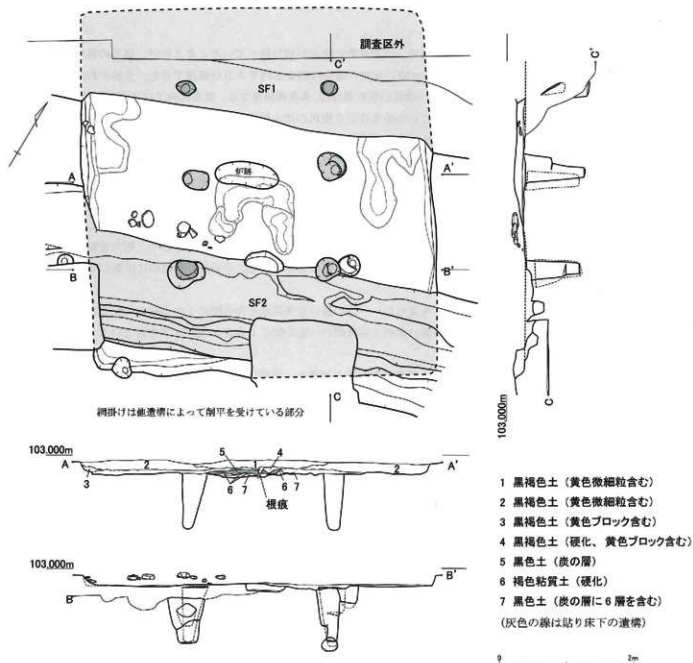 調査区外
C'
SF1
炉跡
A
A'
B
B'
SF2
C
網掛けは他遺構によって削平を受けている部分
C'
C
103,000m
103,000m
A
A'
5 1 4
2
2
3
6 7 6 7
根痕
103,000m
B
B'
1 黒褐色土（黄色微細粒含む）
2 黒褐色土（黄色微細粒含む）
3 黒褐色土（黄色ブロック含む）
4 黒褐色土（硬化、黄色ブロック含む）
5 黒色土（炭の層）
6 褐色粘質土（硬化）
7 黒色土（炭の層に6層を含む）
（灰色の線は貼り床下の遺構）
0 2m